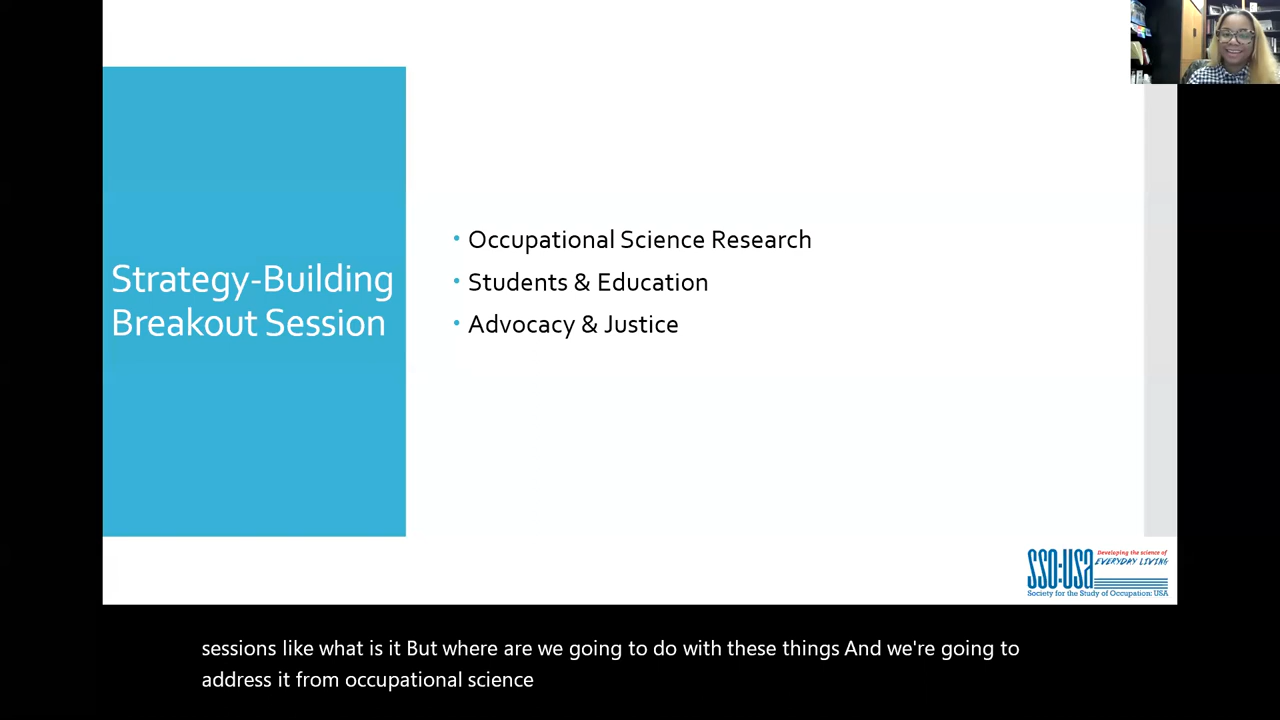 Strategy-Building
Breakout Session
• Occupational Science Research
• Students & Education
• Advocacy & Justice
SSO:USA
Developing the science of
EVERYDAY LIVING
Society for the Study of Occupation: USA
sessions like what is it But where are we going to do with these things And we're going to
address it from occupational science